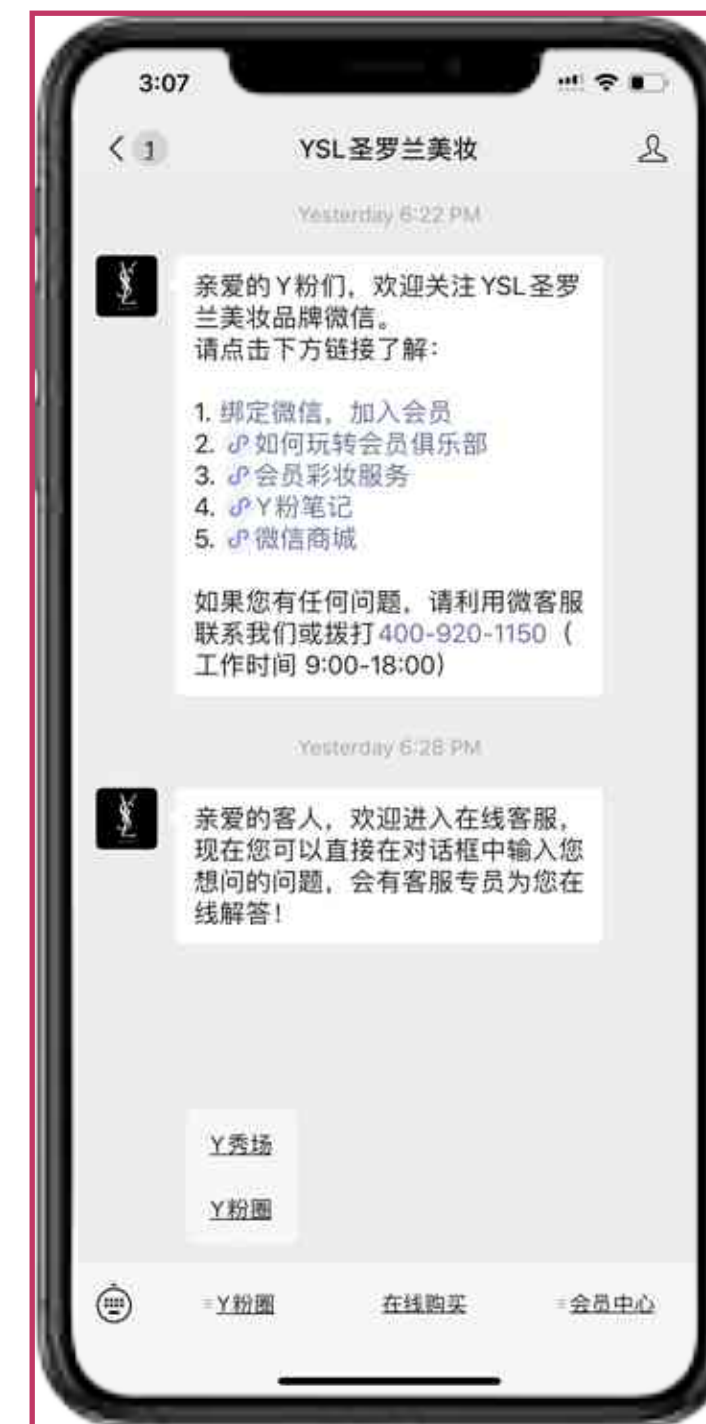 3:07
1
YSL圣罗兰美妆
Yesterday 6:22 PM
亲爱的Y粉们，欢迎关注YSL圣罗
兰美妆品牌微信。
请点击下方链接了解：
1. 绑定微信，加入会员
2. 如何玩转会员俱乐部
3. 会员彩妆服务
4. Y粉笔记
5. 微信商城
如果您有任何问题，请利用微客服
联系我们或拨打400-920-1150（
工作时间 9:00-18:00)
Yesterday 6:28 PM
亲爱的客人，欢迎进入在线客服，
现在您可以直接在对话框中输入您
想问的问题，会有客服专员为您在
线解答！
Y秀场
Y粉圈
Y粉圈
在线购买
会员中心